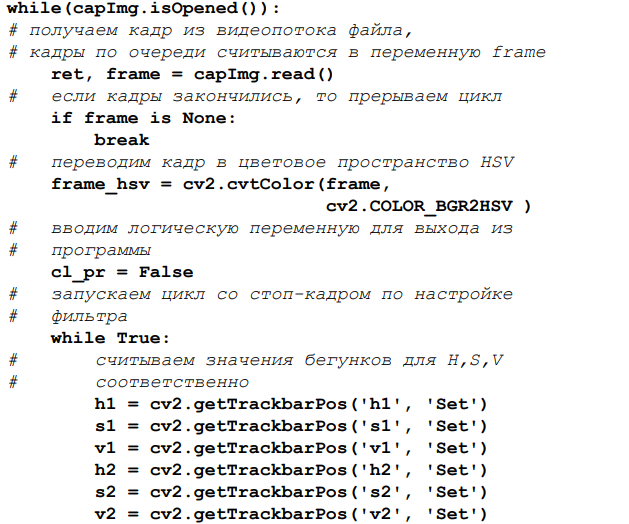 while(capImg.isOpened()):
# получаем кадр из видеопотока файла,
# кадры по очереди считываются в переменную frame
    ret, frame = capImg.read()
#   если кадры закончились, то прерываем цикл
    if frame is None:
        break
#   переводим кадр в цветовое пространство HSV
    frame_hsv = cv2.cvtColor(frame,
                             cv2.COLOR_BGR2HSV )
#   вводим логическую переменную для выхода из
#   программы
    cl_pr = False
#   запускаем цикл со стоп-кадром по настройке
#   фильтра
    while True:
#       считываем значения бегунков для H,S,V
#       соответственно
        h1 = cv2.getTrackbarPos('h1', 'Set')
        s1 = cv2.getTrackbarPos('s1', 'Set')
        v1 = cv2.getTrackbarPos('v1', 'Set')
        h2 = cv2.getTrackbarPos('h2', 'Set')
        s2 = cv2.getTrackbarPos('s2', 'Set')
        v2 = cv2.getTrackbarPos('v2', 'Set')